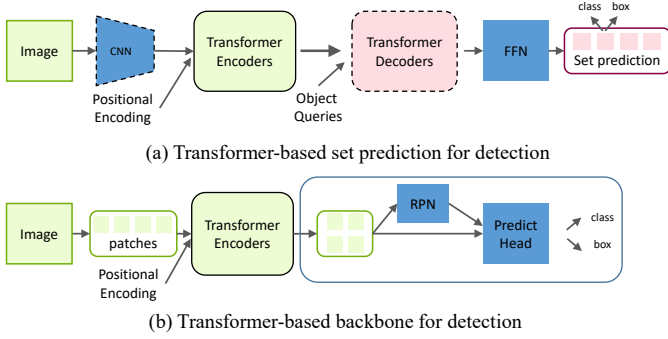 class box
Image
CNN
Transformer
Encoders
Transformer
Decoders
FFN
Set prediction
Positional
Encoding
Object
Queries
(a) Transformer-based set prediction for detection
Image
patches
Transformer
Encoders
RPN
Predict
Head
class
box
Positional
Encoding
(b) Transformer-based backbone for detection